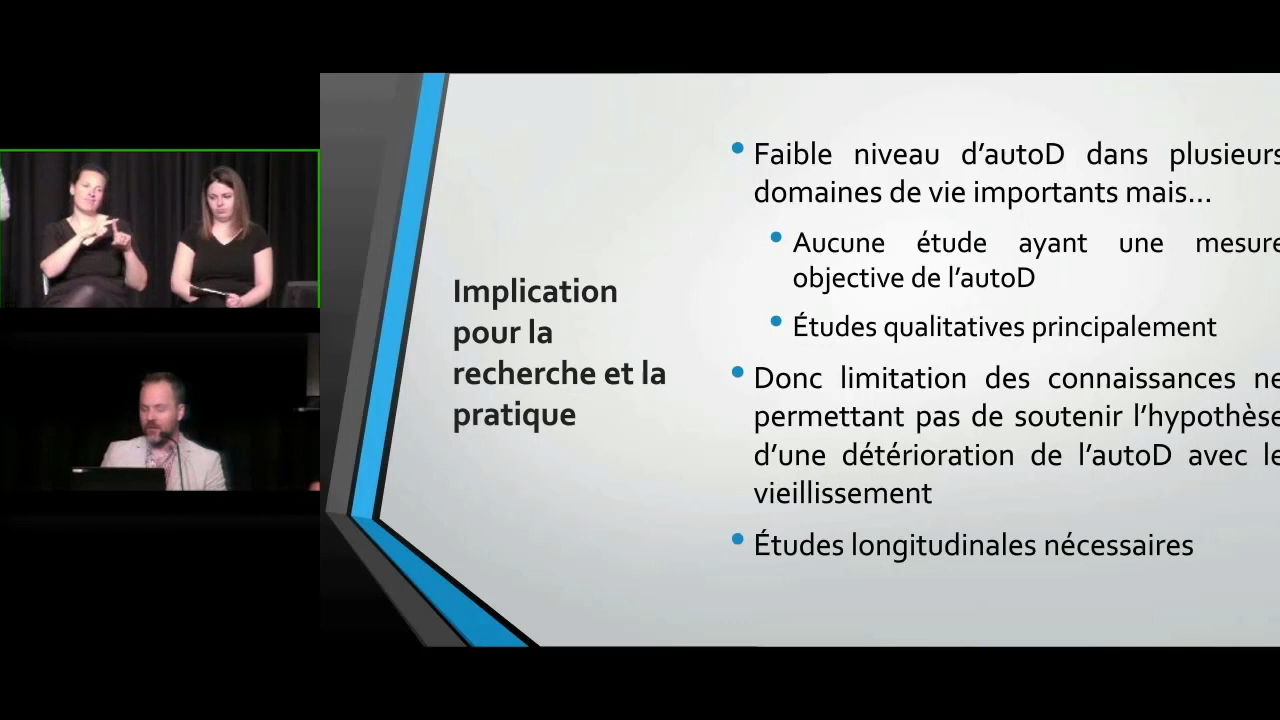 Implication
pour la
recherche et la
pratique
Faible niveau d’autoD dans plusieurs
domaines de vie importants mais…
Aucune étude ayant une mesure
objective de l’autoD
Études qualitatives principalement
Donc limitation des connaissances ne
permettant pas de soutenir l’hypothèse
d’une détérioration de l’autoD avec le
vieillissement
Études longitudinales nécessaires